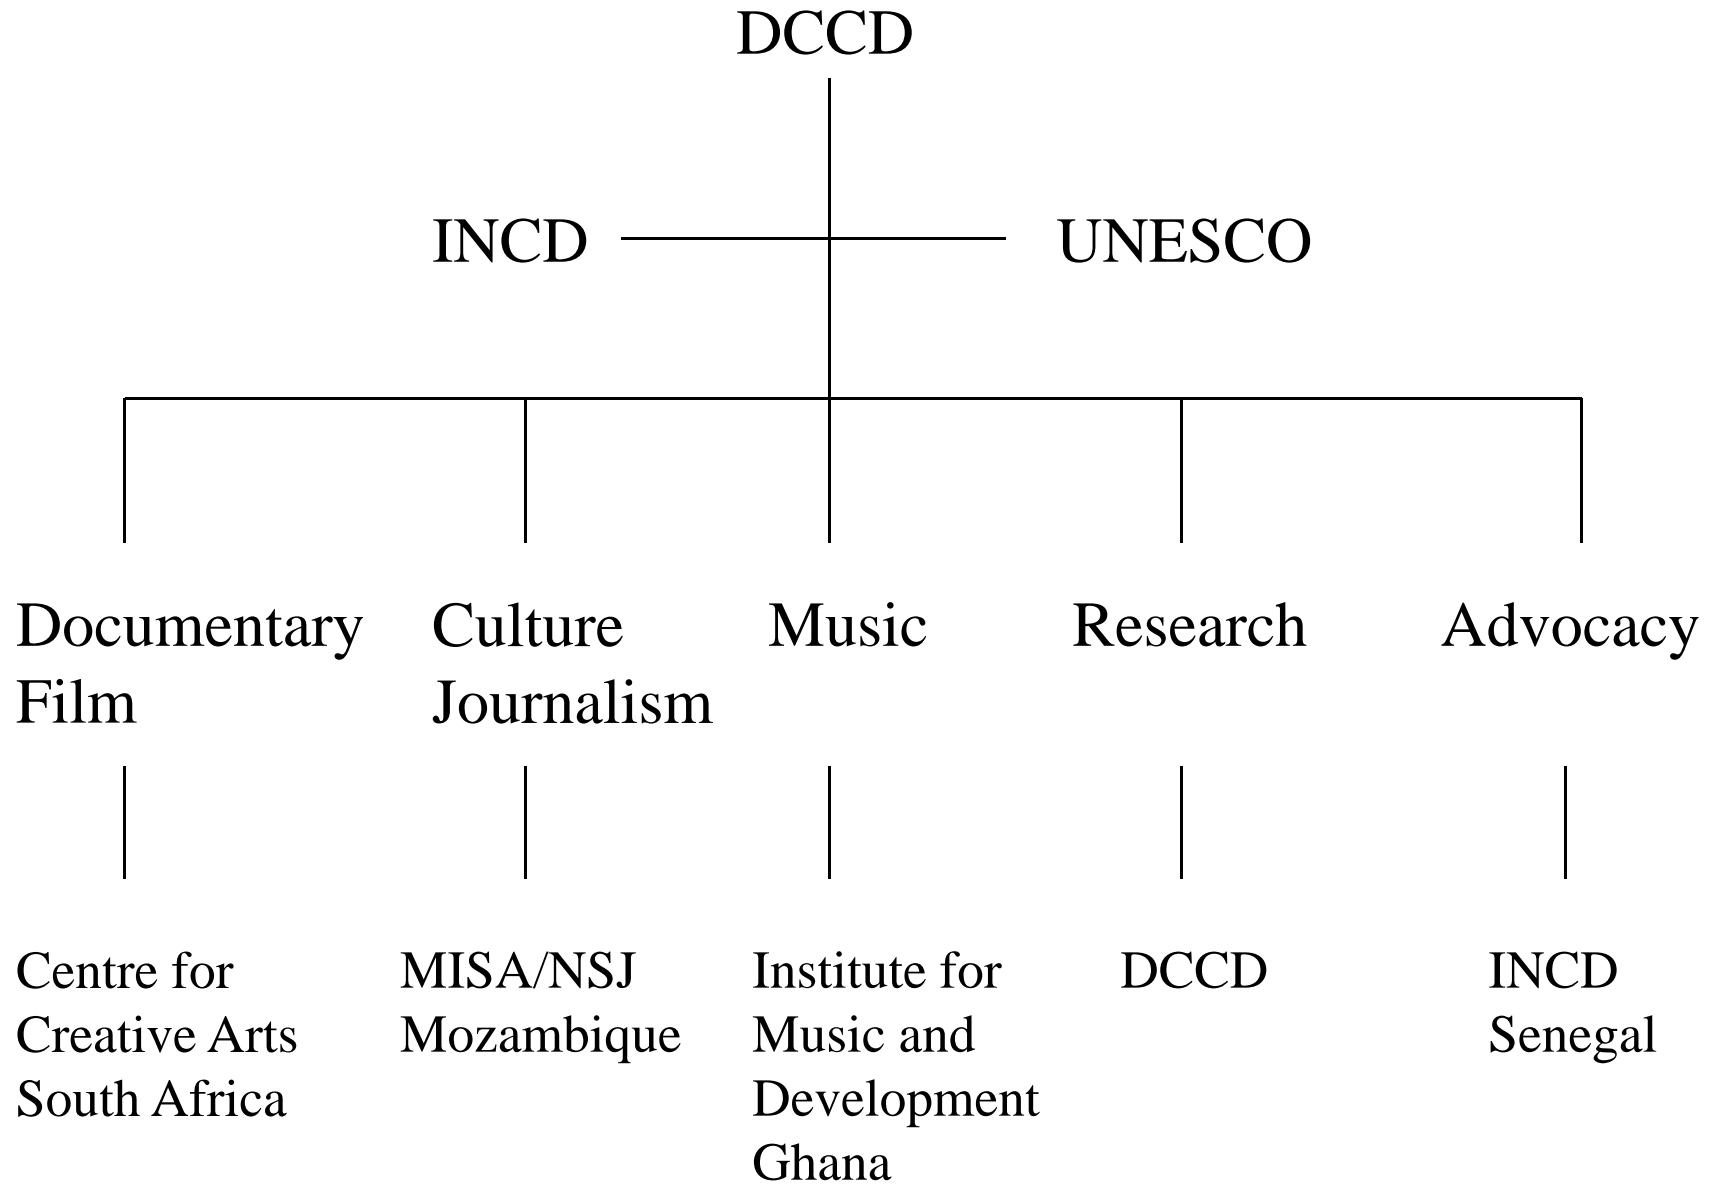 DCCD
INCD
UNESCO
Documentary
Film
Culture
Journalism
Music
Research
Advocacy
Centre for
Creative Arts
South Africa
MISA/NSJ
Mozambique
Institute for
Music and
Development
Ghana
DCCD
INCD
Senegal